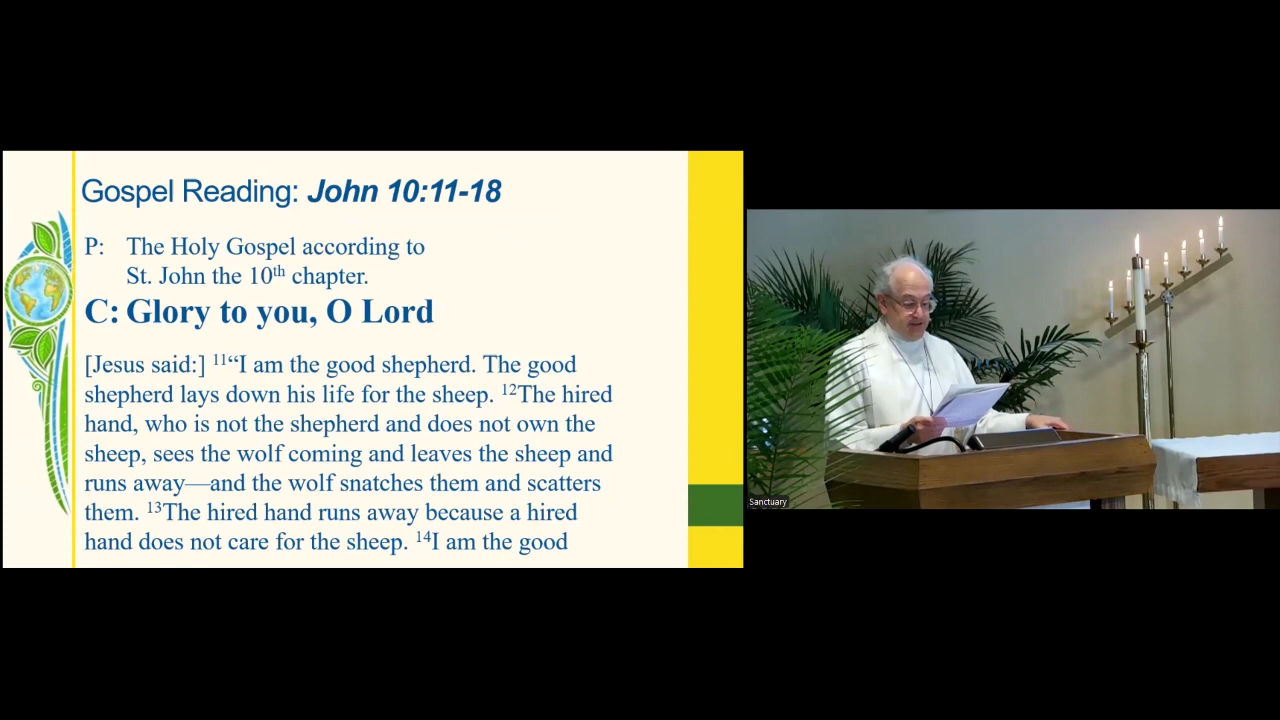 Gospel Reading: John 10:11-18
P: The Holy Gospel according to
St. John the 10th chapter.
C: Glory to you, O Lord
[Jesus said:] 11“I am the good shepherd. The good
shepherd lays down his life for the sheep. 12The hired
hand, who is not the shepherd and does not own the
sheep, sees the wolf coming and leaves the sheep and
runs away—and the wolf snatches them and scatters
them. 13The hired hand runs away because a hired
hand does not care for the sheep. 14I am the good
Sanctuary